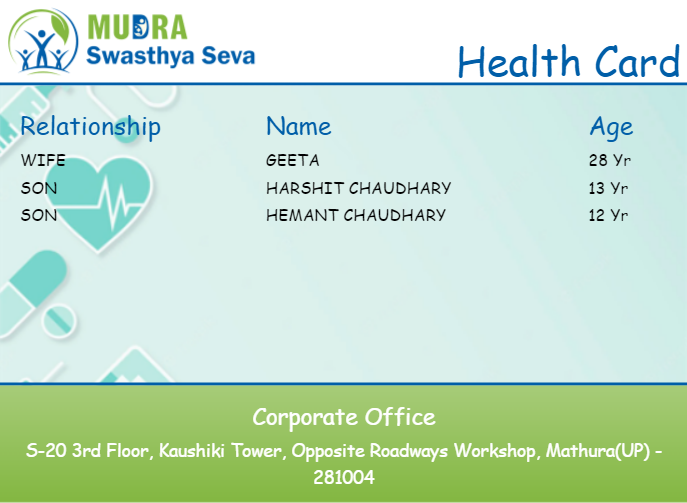 MUDRA
Swasthya Seva
Health Card
Relationship Name Age
WIFE GEETA 28 Yr
SON HARSHIT CHAUDHARY 13 Yr
SON HEMANT CHAUDHARY 12 Yr
Corporate Office
S-20 3rd Floor, Kaushiki Tower, Opposite Roadways Workshop, Mathura(UP) -
281004